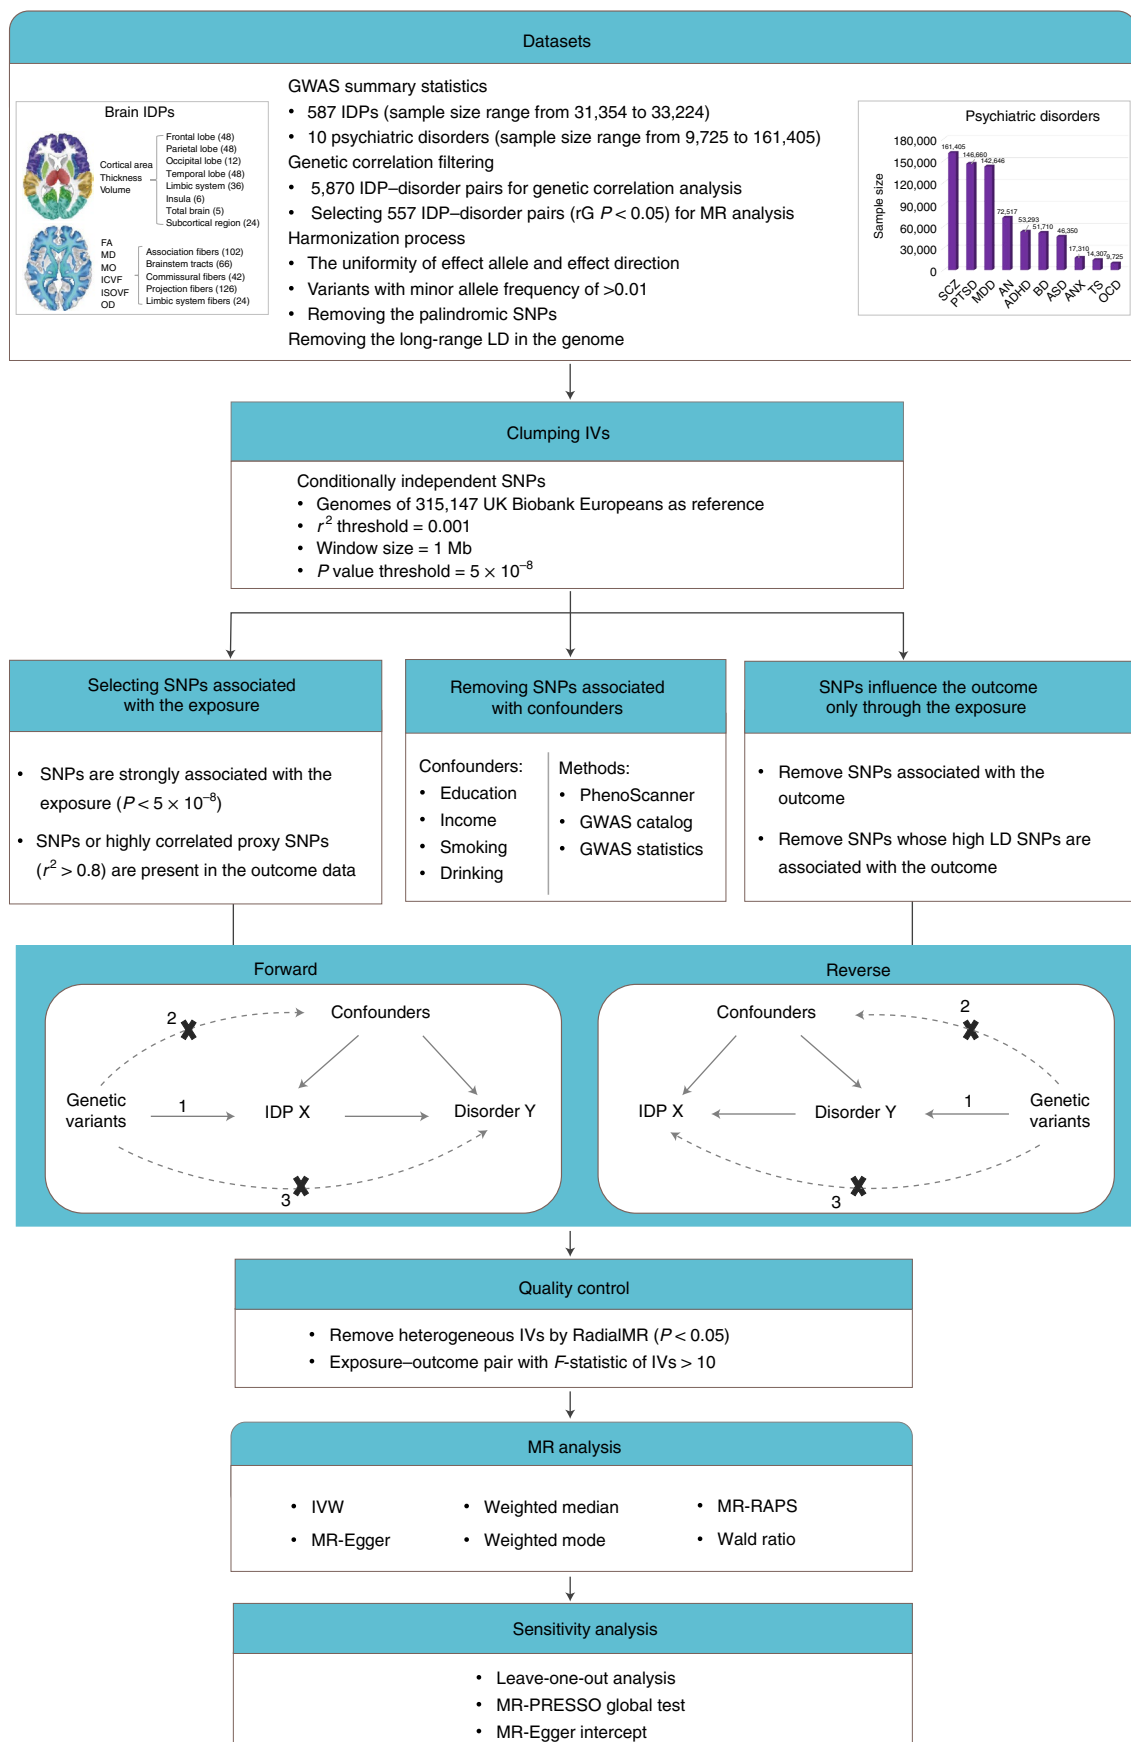 Datasets
Brain IDPs
Cortical area
Thickness
Volume
Frontal lobe (48)
Parietal lobe (48)
Occipital lobe (12)
Temporal lobe (48)
Limbic system (36)
Insula (6)
Total brain (5)
Subcortical region (24)
FA
MD
MO
ICVF
ISOVF
OD
Association fibers (102)
Brainstem tracts (66)
Commissural fibers (42)
Projection fibers (126)
Limbic system fibers (24)
GWAS summary statistics
• 587 IDPs (sample size range from 31,354 to 33,224)
• 10 psychiatric disorders (sample size range from 9,725 to 161,405)
Genetic correlation filtering
• 5,870 IDP–disorder pairs for genetic correlation analysis
• Selecting 557 IDP–disorder pairs (rG P < 0.05) for MR analysis
Harmonization process
• The uniformity of effect allele and effect direction
• Variants with minor allele frequency of >0.01
• Removing the palindromic SNPs
Removing the long-range LD in the genome
Psychiatric disorders
Sample size
180,000
150,000
120,000
90,000
60,000
30,000
0
161,405
146,660
142,646
72,517
53,293
51,710
46,350
17,310
14,307
9,725
SCZ
PTSD
MDD
AN
ADHD
BD
ASD
ANX
TS
OCD
Clumping IVs
Conditionally independent SNPs
• Genomes of 315,147 UK Biobank Europeans as reference
• r² threshold = 0.001
• Window size = 1 Mb
• P value threshold = 5 × 10⁻⁸
Selecting SNPs associated
with the exposure
• SNPs are strongly associated with the
exposure (P < 5 × 10⁻⁸)
• SNPs or highly correlated proxy SNPs
(r² > 0.8) are present in the outcome data
Removing SNPs associated
with confounders
Confounders:
• Education
• Income
• Smoking
• Drinking
Methods:
• PhenoScanner
• GWAS catalog
• GWAS statistics
SNPs influence the outcome
only through the exposure
• Remove SNPs associated with the
outcome
• Remove SNPs whose high LD SNPs are
associated with the outcome
Forward
2
Confounders
Genetic
variants
1
IDP X
Disorder Y
3
Reverse
Confounders
2
IDP X
Disorder Y
1
Genetic
variants
3
Quality control
• Remove heterogeneous IVs by RadialMR (P < 0.05)
• Exposure–outcome pair with F-statistic of IVs > 10
MR analysis
• IVW
• MR-Egger
• Weighted median
• Weighted mode
• MR-RAPS
• Wald ratio
Sensitivity analysis
• Leave-one-out analysis
• MR-PRESSO global test
• MR-Egger intercept